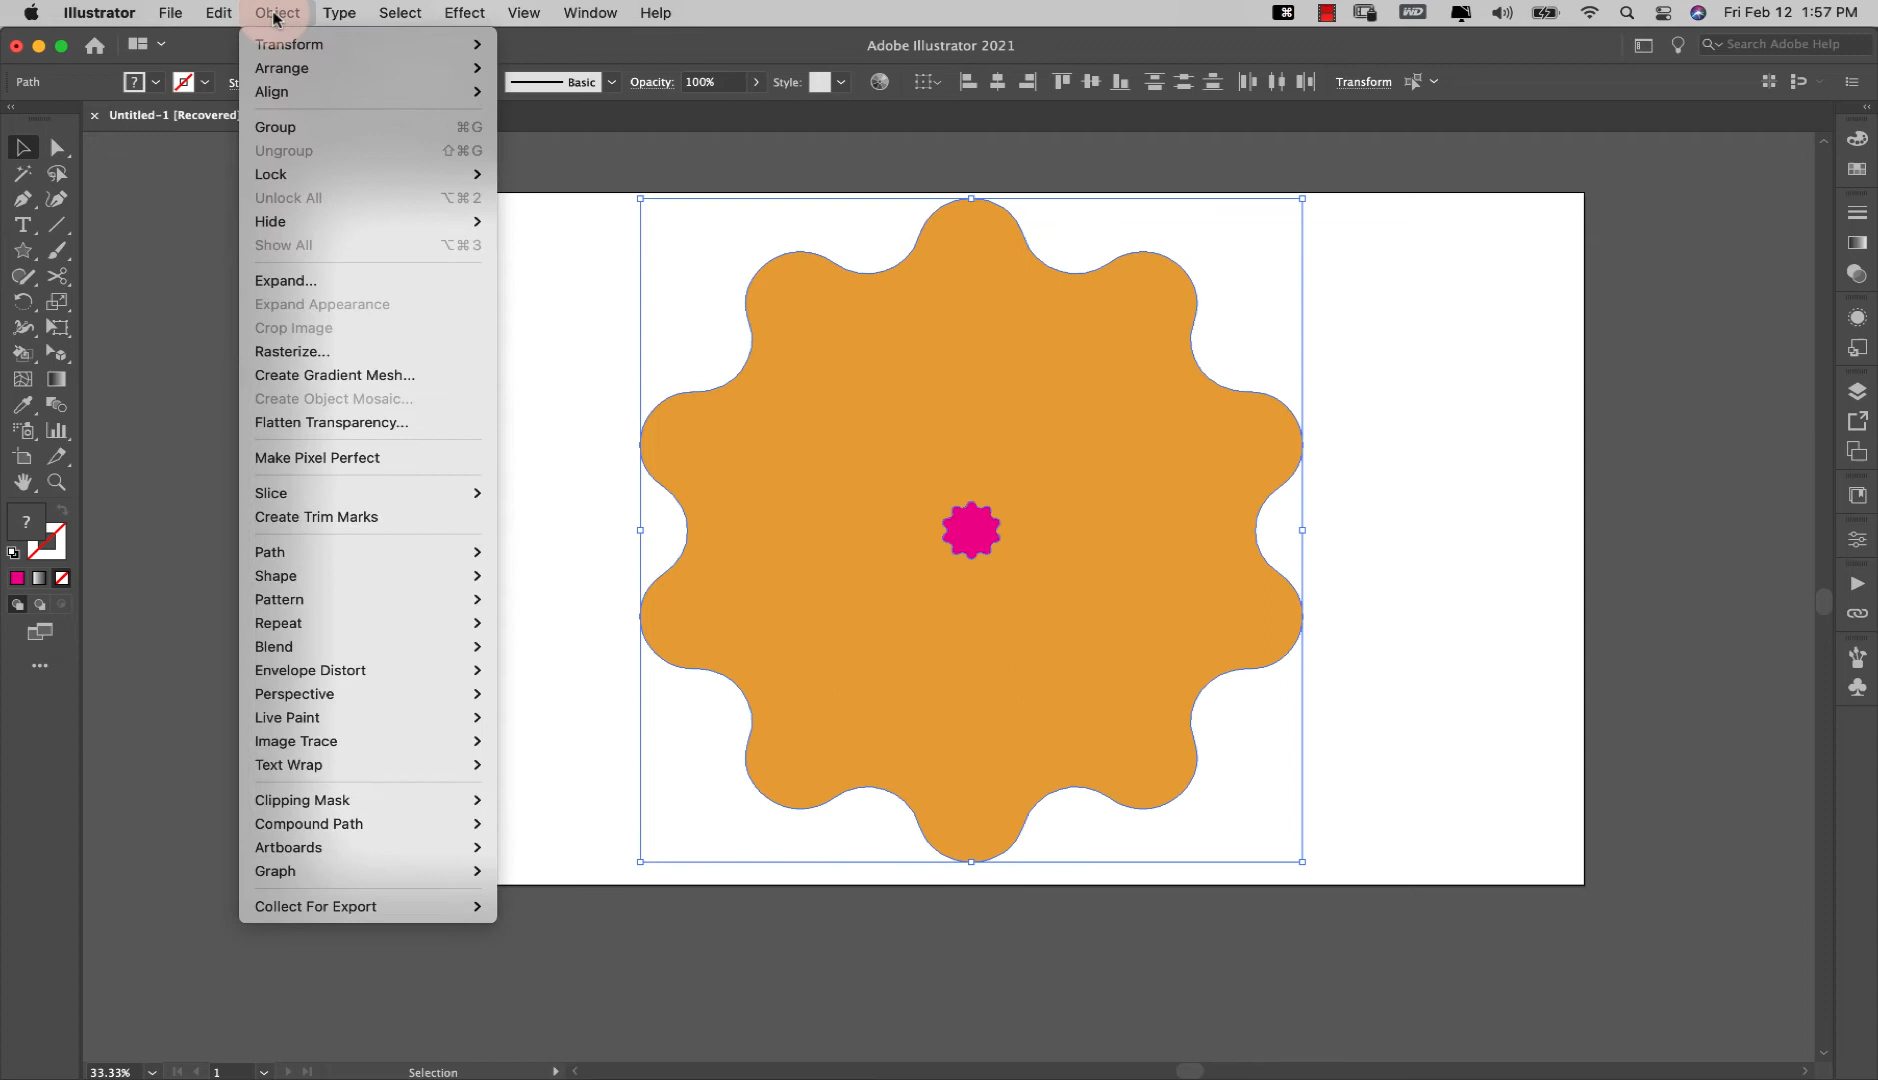 Illustrator File Edit Object Type Select Effect View Window Help
WD
Fri Feb 12 1:57 PM
Adobe Illustrator 2021
Search Adobe Help
Path
?
Basic
Opacity: 100%
Style:
Transform
× Untitled-1 [Recovered]
Transform
Arrange
Align
Group ⌘G
Ungroup ⇧⌘G
Lock
Unlock All ⌥⌘2
Hide
Show All ⌥⌘3
Expand...
Expand Appearance
Crop Image
Rasterize...
Create Gradient Mesh...
Create Object Mosaic...
Flatten Transparency...
Make Pixel Perfect
Slice
Create Trim Marks
Path
Shape
Pattern
Repeat
Blend
Envelope Distort
Perspective
Live Paint
Image Trace
Text Wrap
Clipping Mask
Compound Path
Artboards
Graph
Collect For Export
?
33.33% 1 Selection